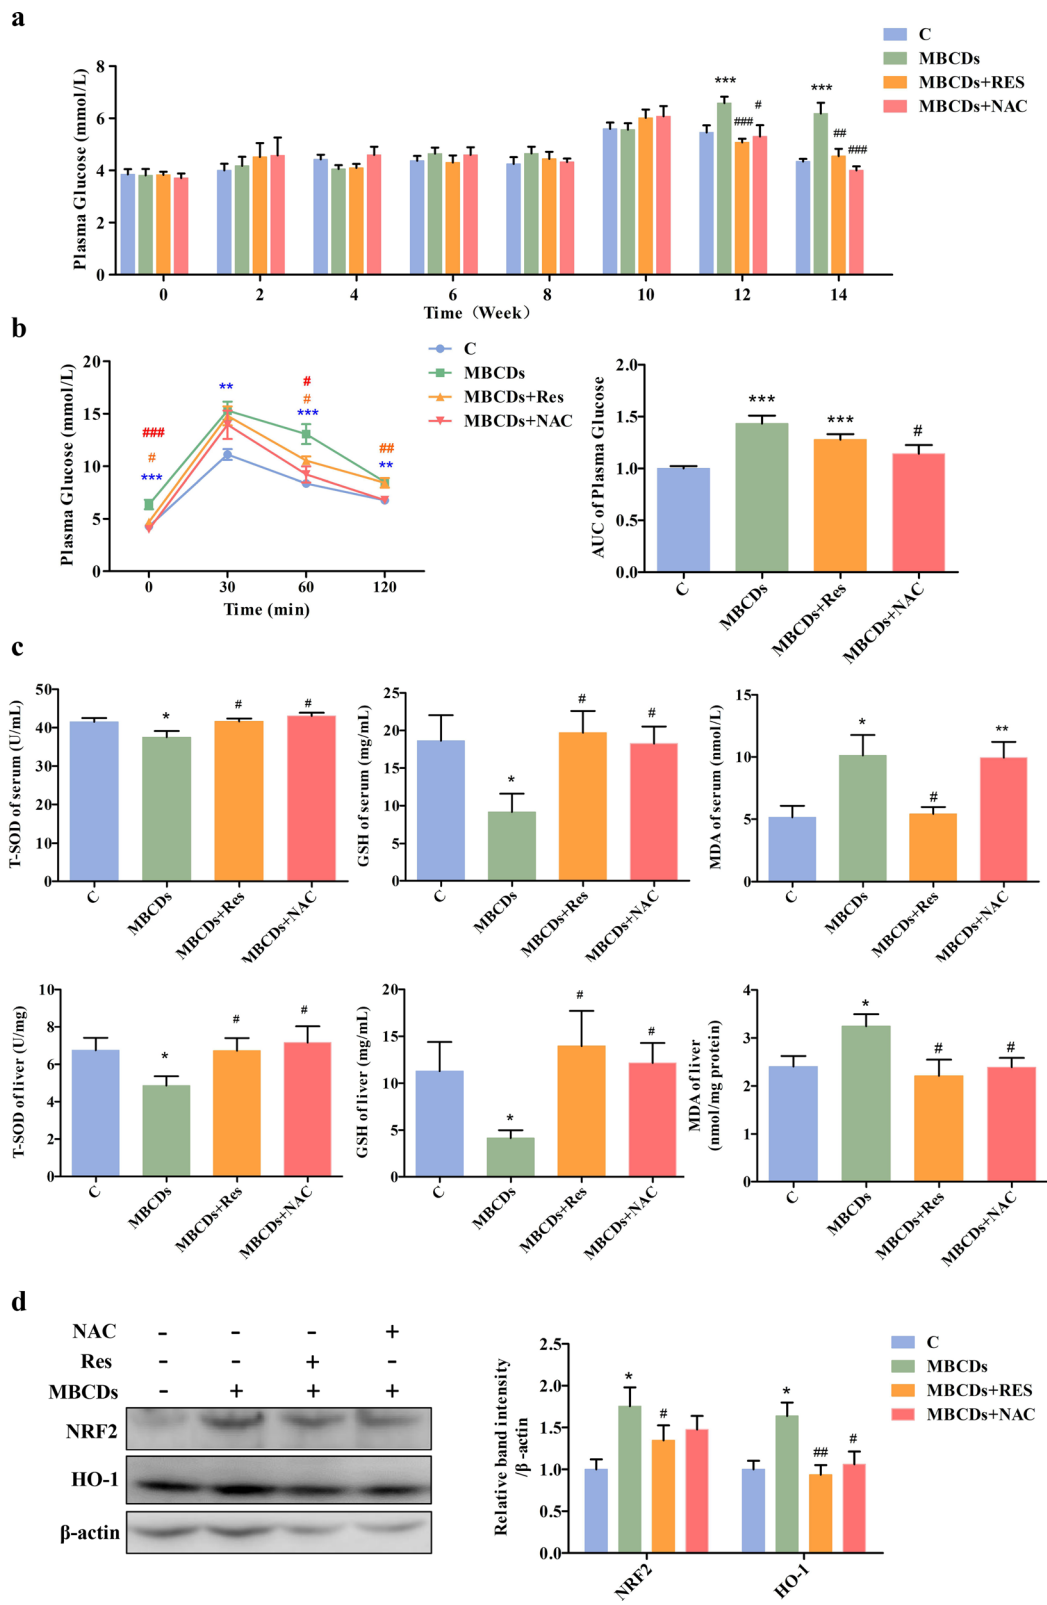 a
C
MBCDs
MBCDs+RES
MBCDs+NAC
Plasma Glucose (mmol/L)
8
6
4
2
0
***
###
#
***
##
###
0 2 4 6 8 10 12 14
Time（Week）
b
C
MBCDs
MBCDs+Res
MBCDs+NAC
Plasma Glucose (mmol/L)
20
15
10
5
0
###
#
***
**
#
#
***
##
**
0 30 60 120
Time (min)
AUC of Plasma Glucose
2.0
1.5
1.0
0.5
0.0
***
***
#
C MBCDs MBCDs+Res MBCDs+NAC
c
T-SOD of serum (U/mL)
50
40
30
20
10
0
*
#
#
C MBCDs MBCDs+Res MBCDs+NAC
GSH of serum (mg/mL)
25
20
15
10
5
0
*
#
#
C MBCDs MBCDs+Res MBCDs+NAC
MDA of serum (nmol/L)
15
10
5
0
*
#
**
C MBCDs MBCDs+Res MBCDs+NAC
T-SOD of liver (U/mg)
10
8
6
4
2
0
*
#
#
C MBCDs MBCDs+Res MBCDs+NAC
GSH of liver (mg/mL)
20
15
10
5
0
*
#
#
C MBCDs MBCDs+Res MBCDs+NAC
MDA of liver
(nmol/mg protein)
4
3
2
1
0
*
#
#
C MBCDs MBCDs+Res MBCDs+NAC
d
NAC - - - +
Res - - + -
MBCDs - + + +
NRF2
HO-1
β-actin
Relative band intensity
/β -actin
2.5
2.0
1.5
1.0
0.5
0.0
*
#
*
##
#
NRF2 HO-1
C
MBCDs
MBCDs+RES
MBCDs+NAC